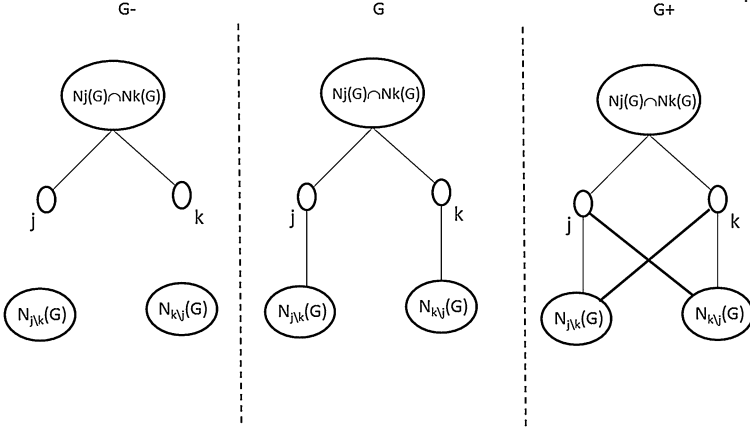 G- G G+
Nj(G)∩Nk(G) Nj(G)∩Nk(G) Nj(G)∩Nk(G)
j k j k j k
Nj\k(G) Nk\j(G) Nj\k(G) Nk\j(G) Nj\k(G) Nk\j(G)